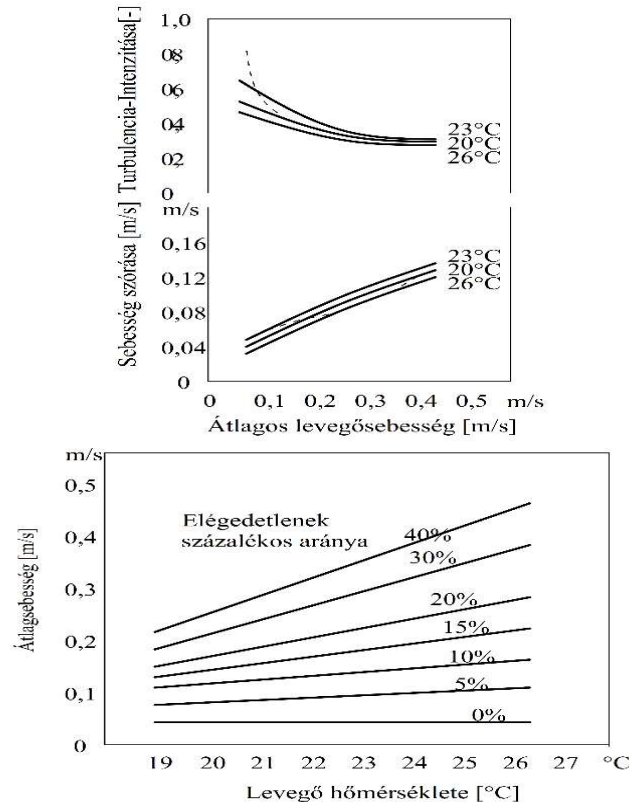 Turbulencia-Intenzitása[-]
1,0
0,8
0,6
0,4
0,2
0
23°C
20°C
26°C
Sebesség szórása [m/s]
m/s
0,16
0,12
0,08
0,04
0
23°C
20°C
26°C
0 0,1 0,2 0,3 0,4 0,5 m/s
Átlagos levegősebesség [m/s]
Átlagsebesség [m/s]
m/s
0,5
0,4
0,3
0,2
0,1
0
Elégedetlenek
százalékos aránya
40%
30%
20%
15%
10%
5%
0%
19 20 21 22 23 24 25 26 27 °C
Levegő hőmérséklete [°C]